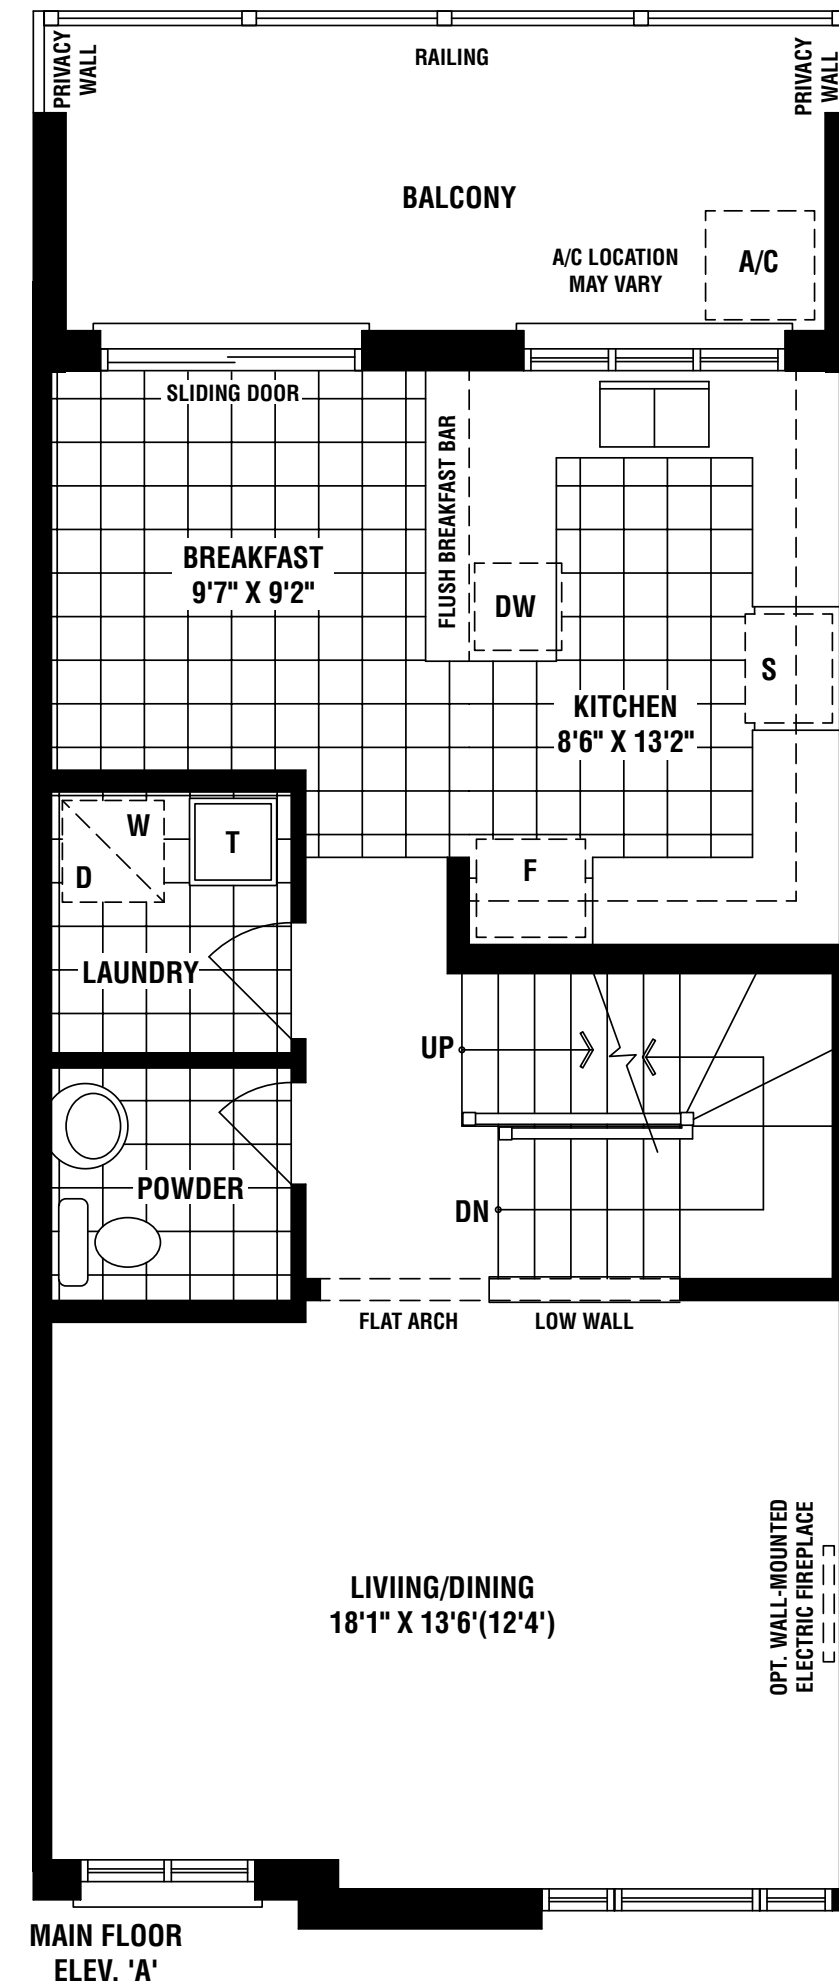 PRIVACY
WALL
RAILING
PRIVACY
WALL
BALCONY
A/C LOCATION
MAY VARY
A/C
SLIDING DOOR
FLUSH BREAKFAST BAR
BREAKFAST
9'7" X 9'2"
DW
S
KITCHEN
8'6" X 13'2"
W
D
T
F
LAUNDRY
UP
POWDER
DN
FLAT ARCH
LOW WALL
LIVIING/DINING
18'1" X 13'6'(12'4')
OPT. WALL-MOUNTED
ELECTRIC FIREPLACE
MAIN FLOOR
ELEV. 'A'